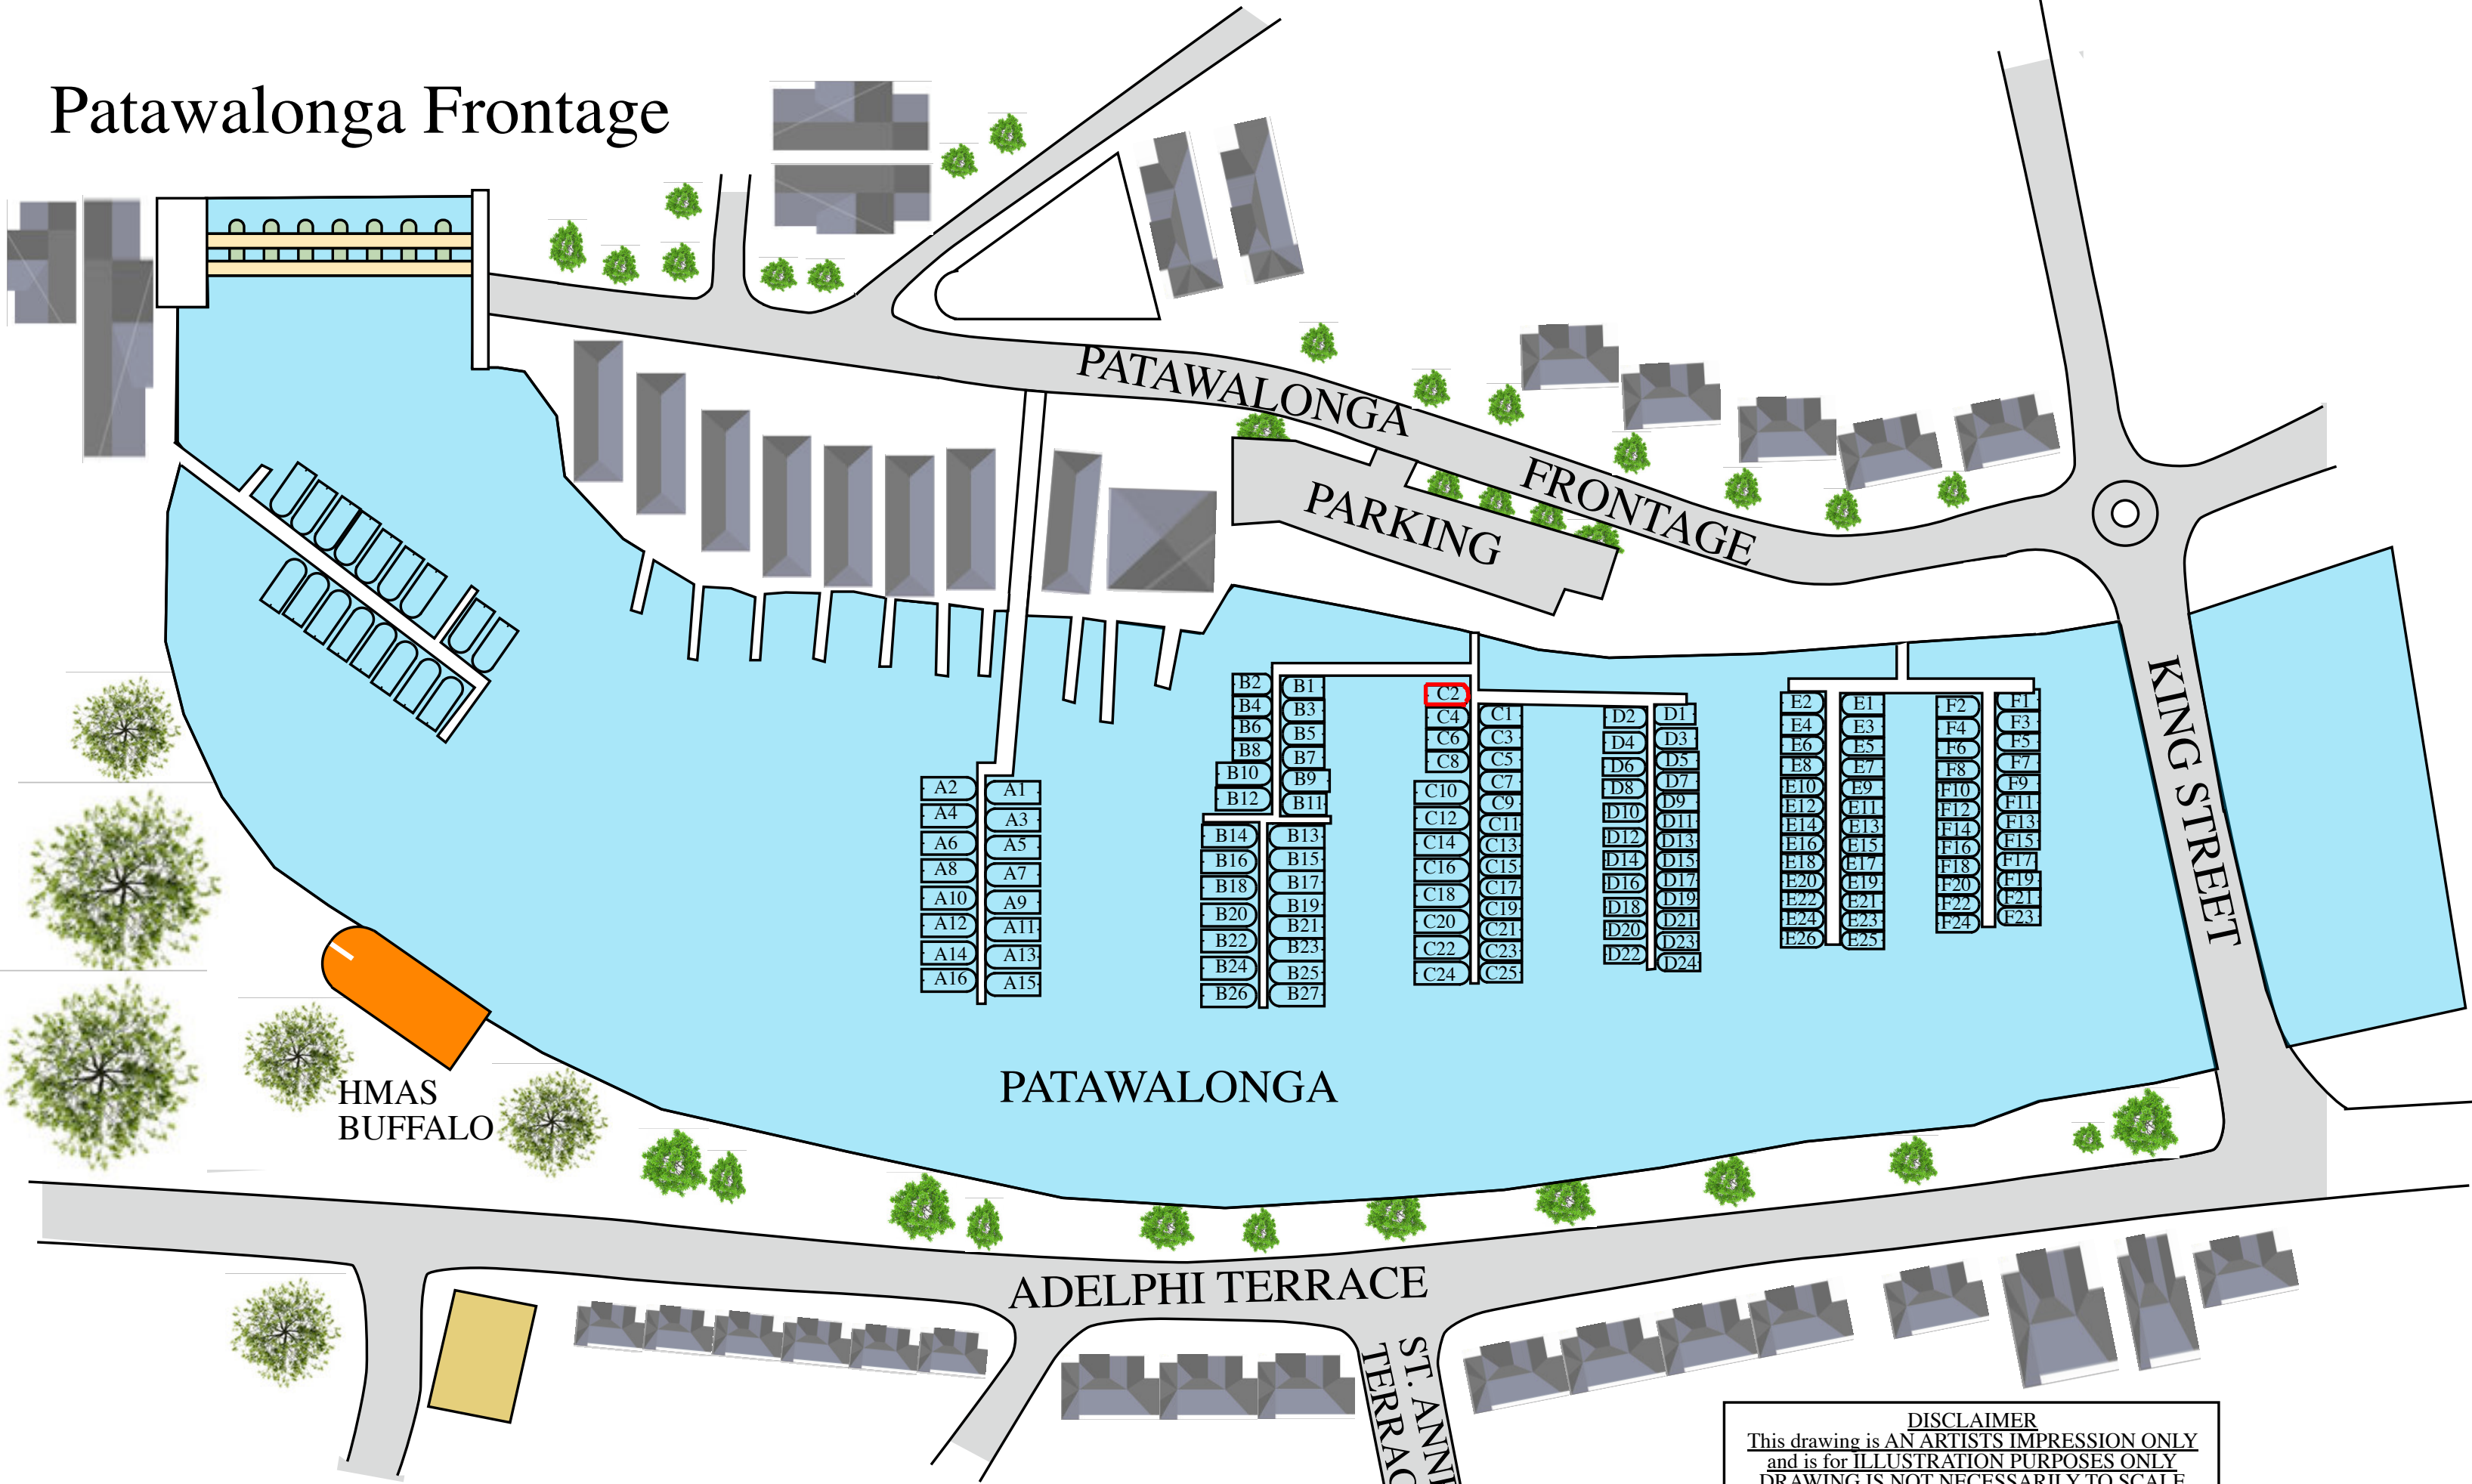 Patawalonga Frontage
PATAWALONGA
FRONTAGE
PARKING
KING STREET
B2
B1
B4
B3
B6
B5
B8
B7
B10
B9
B12
B11
B14
B13
B16
B15
B18
B17
B20
B19
B21
B22
B23
B24
B25
B26
B27
A2
A1
A4
A3
A6
A5
A8
A7
A10
A9
A12
A11
A14
A13
A16
A15
C2
C4
C1
C6
C3
C8
C5
C10
C7
C9
C12
C11
C14
C13
C16
C15
C18
C17
C19
C20
C21
C22
C23
C24
C25
D2
D1
D4
D3
D6
D5
D8
D7
D10
D9
D11
D12
D13
D14
D15
D16
D17
D18
D19
D20
D21
D22
D23
D24
E2
E1
E4
E3
E6
E5
E8
E7
E10
E9
E12
E11
E14
E13
E16
E15
E18
E17
E20
E19
E22
E21
E24
E23
E26
E25
F2
F1
F4
F3
F6
F5
F8
F7
F10
F9
F12
F11
F14
F13
F16
F15
F18
F17
F20
F19
F22
F21
F24
E23
PATAWALONGA
HMAS
BUFFALO
ADELPHI TERRACE
ST. ANN
TERRAC
DISCLAIMER
This drawing is AN ARTISTS IMPRESSION ONLY
and is for ILLUSTRATION PURPOSES ONLY
DRAWING IS NOT NECESSARILY TO SCALE